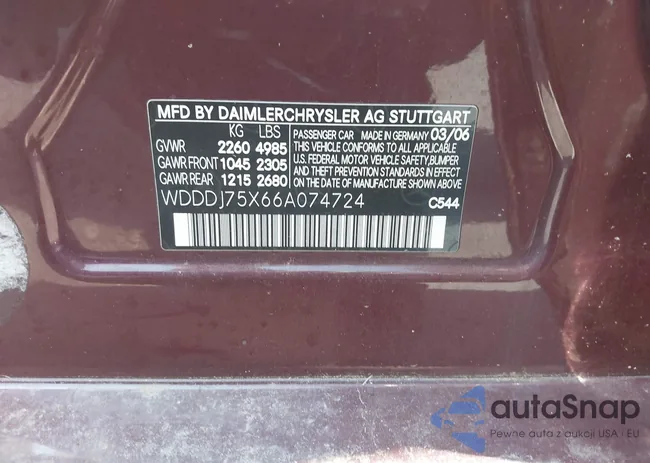 MFD BY DAIMLERCHRYSLER AG STUTTGART
KG LBS
GVWR 2260 4985
GAWR FRONT 1045 2305
GAWR REAR 1215 2680
PASSENGER CAR MADE IN GERMANY 03/06
THIS VEHICLE CONFORMS TO ALL APPLICABLE
U.S. FEDERAL MOTOR VEHICLE SAFETY, BUMPER
AND THEFT PREVENTION STANDARDS IN EFFECT
ON THE DATE OF MANUFACTURE SHOWN ABOVE
WDDDJ75X66A074724
C544
autaSnap
Pewne auta z aukcji USA i EU